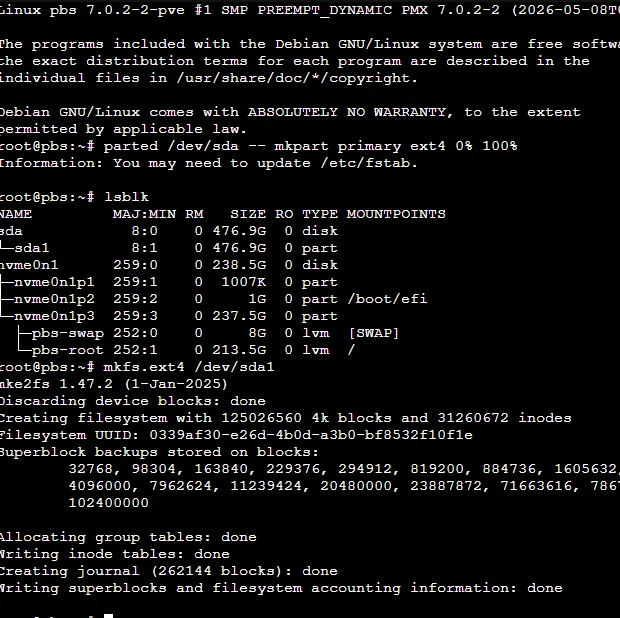 Linux pbs 7.0.2-2-pve #1 SMP PREEMPT_DYNAMIC PMX 7.0.2-2 (2026-05-08T
The programs included with the Debian GNU/Linux system are free softw
the exact distribution terms for each program are described in the
individual files in /usr/share/doc/*/copyright.
Debian GNU/Linux comes with ABSOLUTELY NO WARRANTY, to the extent
permitted by applicable law.
root@pbs:~# parted /dev/sda -- mkpart primary ext4 0% 100%
Information: You may need to update /etc/fstab.
root@pbs:~# lsblk
NAME MAJ:MIN RM SIZE RO TYPE MOUNTPOINTS
sda 8:0 0 476.9G 0 disk
└─sda1 8:1 0 476.9G 0 part
nvme0n1 259:0 0 238.5G 0 disk
├─nvme0n1p1 259:1 0 1007K 0 part
├─nvme0n1p2 259:2 0 1G 0 part /boot/efi
└─nvme0n1p3 259:3 0 237.5G 0 part
├─pbs-swap 252:0 0 8G 0 lvm [SWAP]
└─pbs-root 252:1 0 213.5G 0 lvm /
root@pbs:~# mkfs.ext4 /dev/sda1
mke2fs 1.47.2 (1-Jan-2025)
Discarding device blocks: done
Creating filesystem with 125026560 4k blocks and 31260672 inodes
Filesystem UUID: 0339af30-e26d-4b0d-a3b0-bf8532f10f1e
Superblock backups stored on blocks:
32768, 98304, 163840, 229376, 294912, 819200, 884736, 1605632,
4096000, 7962624, 11239424, 20480000, 23887872, 71663616, 786
102400000
Allocating group tables: done
Writing inode tables: done
Creating journal (262144 blocks): done
Writing superblocks and filesystem accounting information: done